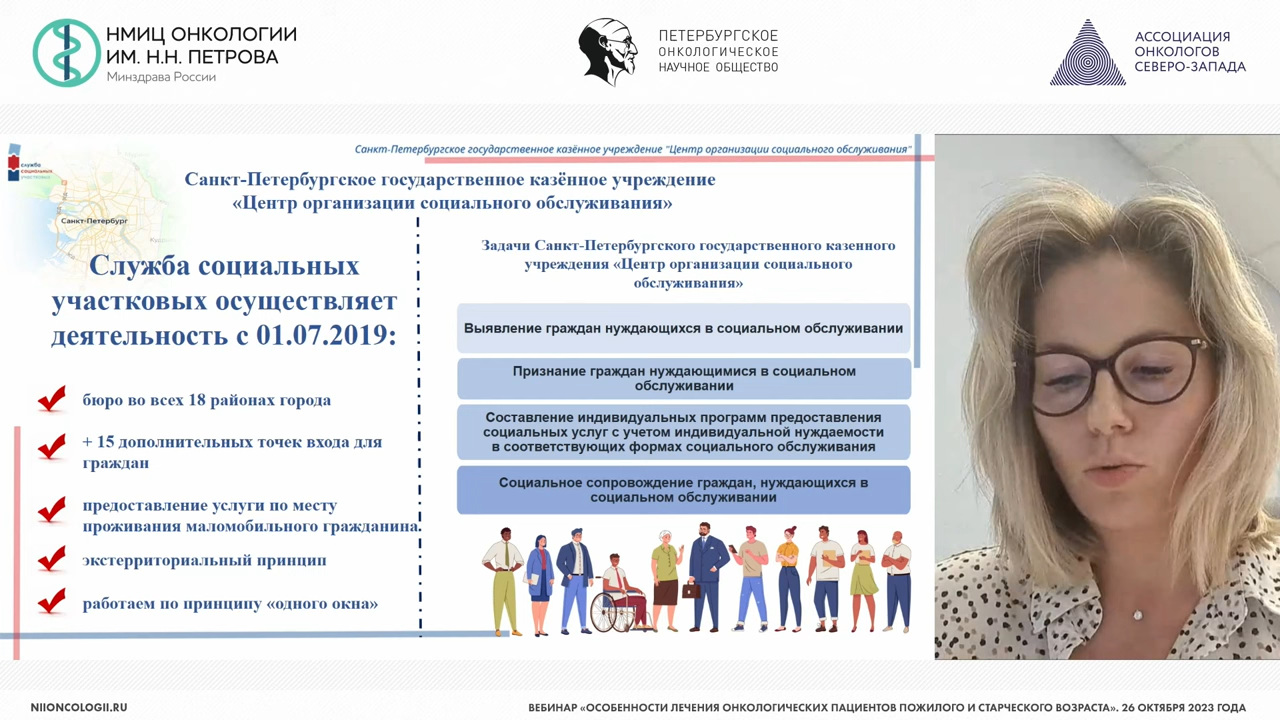 НМИЦ ОНКОЛОГИИ
ИМ. Н.Н. ПЕТРОВА
Минздрава России
ПЕТЕРБУРГСКОЕ
ОНКОЛОГИЧЕСКОЕ
НАУЧНОЕ ОБЩЕСТВО
АССОЦИАЦИЯ
ОНКОЛОГОВ
СЕВЕРО-ЗАПАДА
Санкт-Петербургское государственное казённое учреждение "Центр организации социального обслуживания"
служба
социальных
участковых
Санкт-Петербург
Санкт-Петербургское государственное казённое учреждение
«Центр организации социального обслуживания»
Служба социальных
участковых осуществляет
деятельность с 01.07.2019:
бюро во всех 18 районах города
+ 15 дополнительных точек входа для
граждан
предоставление услуги по месту
проживания маломобильного гражданина
экстерриториальный принцип
работаем по принципу «одного окна»
Задачи Санкт-Петербургского государственного казенного
учреждения «Центр организации социального
обслуживания»
Выявление граждан нуждающихся в социальном обслуживании
Признание граждан нуждающимися в социальном
обслуживании
Составление индивидуальных программ предоставления
социальных услуг с учетом индивидуальной нуждаемости
в соответствующих формах социального обслуживания
Социальное сопровождение граждан, нуждающихся в
социальном обслуживании
NIIONCOLOGII.RU
ВЕБИНАР «ОСОБЕННОСТИ ЛЕЧЕНИЯ ОНКОЛОГИЧЕСКИХ ПАЦИЕНТОВ ПОЖИЛОГО И СТАРЧЕСКОГО ВОЗРАСТА». 26 ОКТЯБРЯ 2023 ГОДА